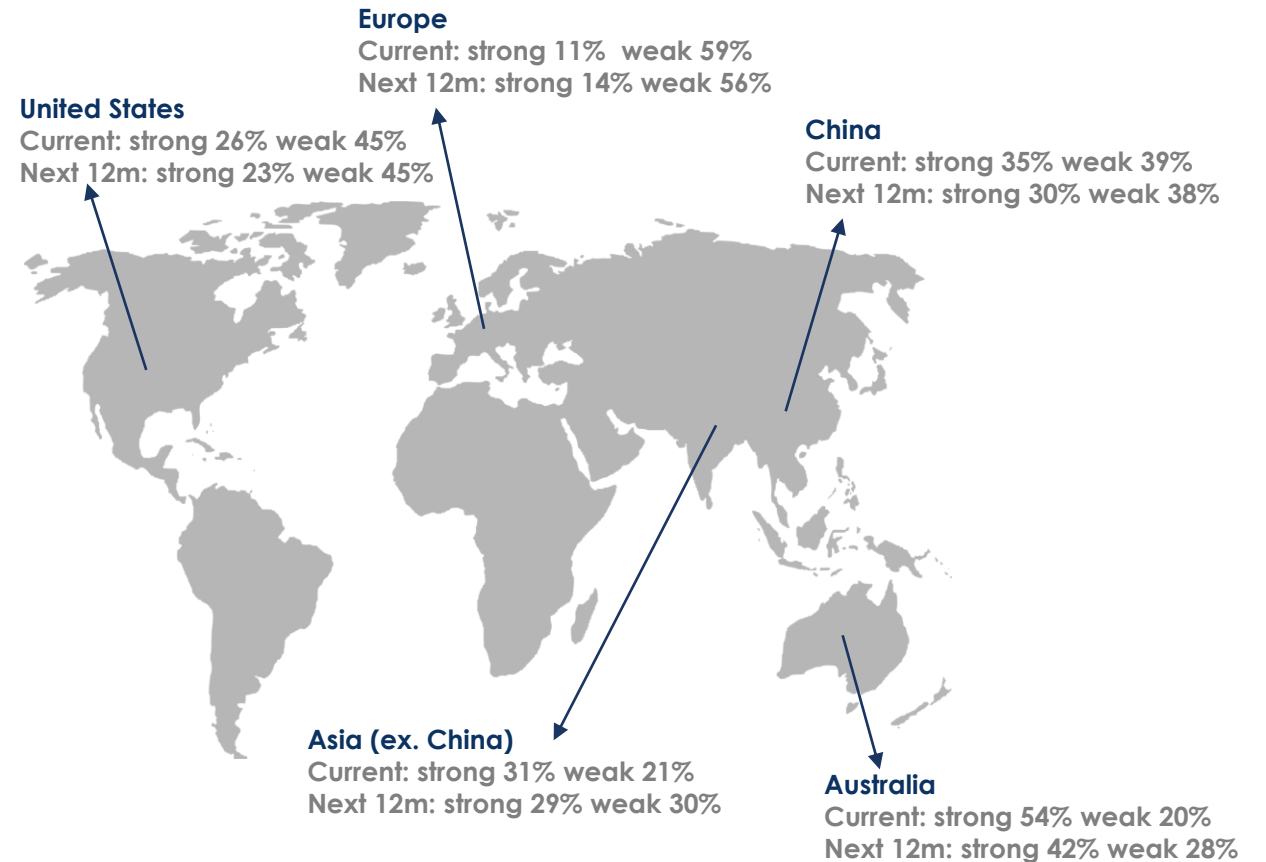 Europe
Current: strong 11%  weak 59%
Next 12m: strong 14% weak 56%
United States
Current: strong 26% weak 45%
Next 12m: strong 23% weak 45%
China
Current: strong 35% weak 39%
Next 12m: strong 30% weak 38%
Asia (ex. China)
Current: strong 31% weak 21%
Next 12m: strong 29% weak 30%
Australia
Current: strong 54% weak 20%
Next 12m: strong 42% weak 28%